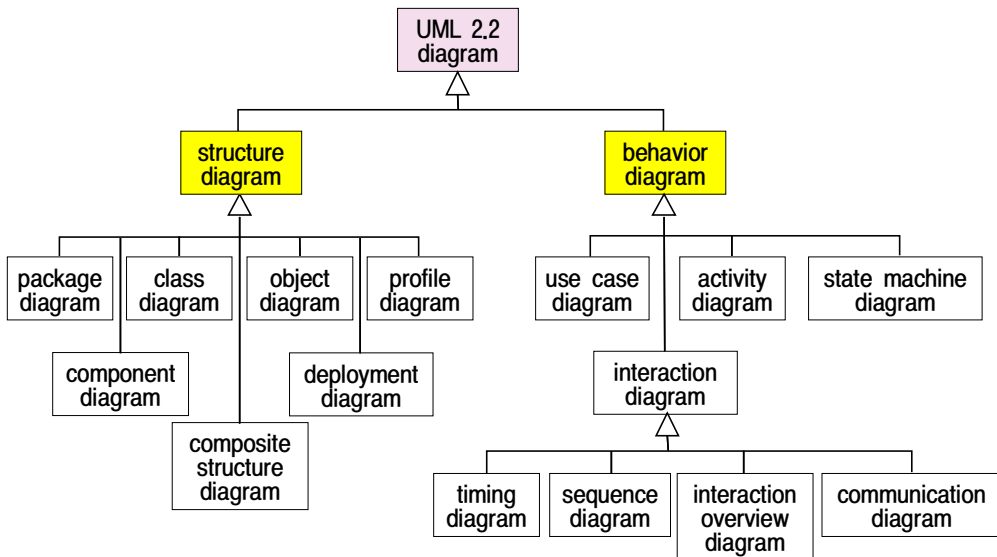 UML 2.2
diagram
structure
diagram
behavior
diagram
package
diagram
class
diagram
object
diagram
profile
diagram
use case
diagram
activity
diagram
state machine
diagram
component
diagram
deployment
diagram
interaction
diagram
composite
structure
diagram
timing
diagram
sequence
diagram
interaction
overview
diagram
communication
diagram